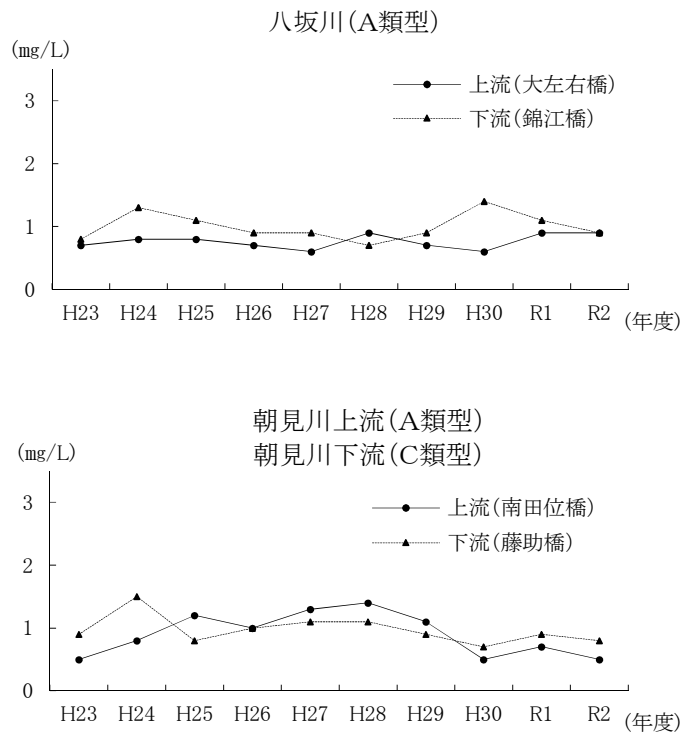 八坂川(A類型)
(mg/L)
上流(大左右橋)
下流(錦江橋)
3
2
1
0
H23 H24 H25 H26 H27 H28 H29 H30 R1 R2 (年度)
朝見川上流(A類型)
朝見川下流(C類型)
(mg/L)
上流(南田位橋)
下流(藤助橋)
3
2
1
0
H23 H24 H25 H26 H27 H28 H29 H30 R1 R2 (年度)